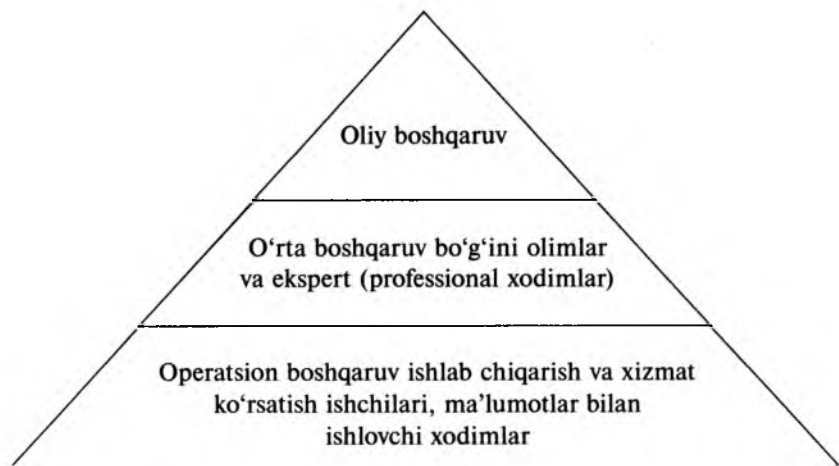 Oliy boshqaruv
O‘rta boshqaruv bo‘g‘ini olimlar
va ekspert (professional xodimlar)
Operatsion boshqaruv ishlab chiqarish va xizmat
ko‘rsatish ishchilari, ma’lumotlar bilan
ishlovchi xodimlar